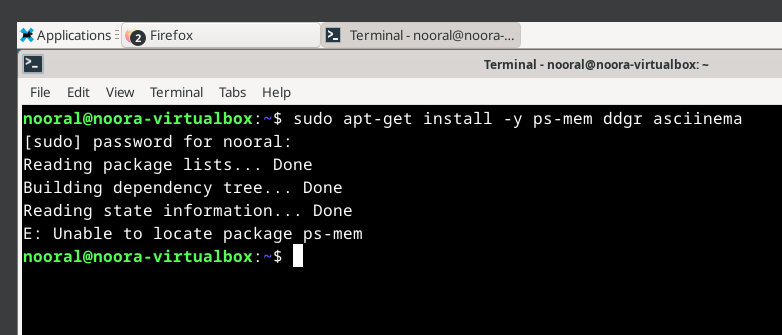 Applications
2 Firefox
Terminal - nooral@noora-...
Terminal - nooral@noora-virtualbox: ~
File Edit View Terminal Tabs Help
nooral@noora-virtualbox:~$ sudo apt-get install -y ps-mem ddgr asciinema
[sudo] password for nooral:
Reading package lists... Done
Building dependency tree... Done
Reading state information... Done
E: Unable to locate package ps-mem
nooral@noora-virtualbox:~$